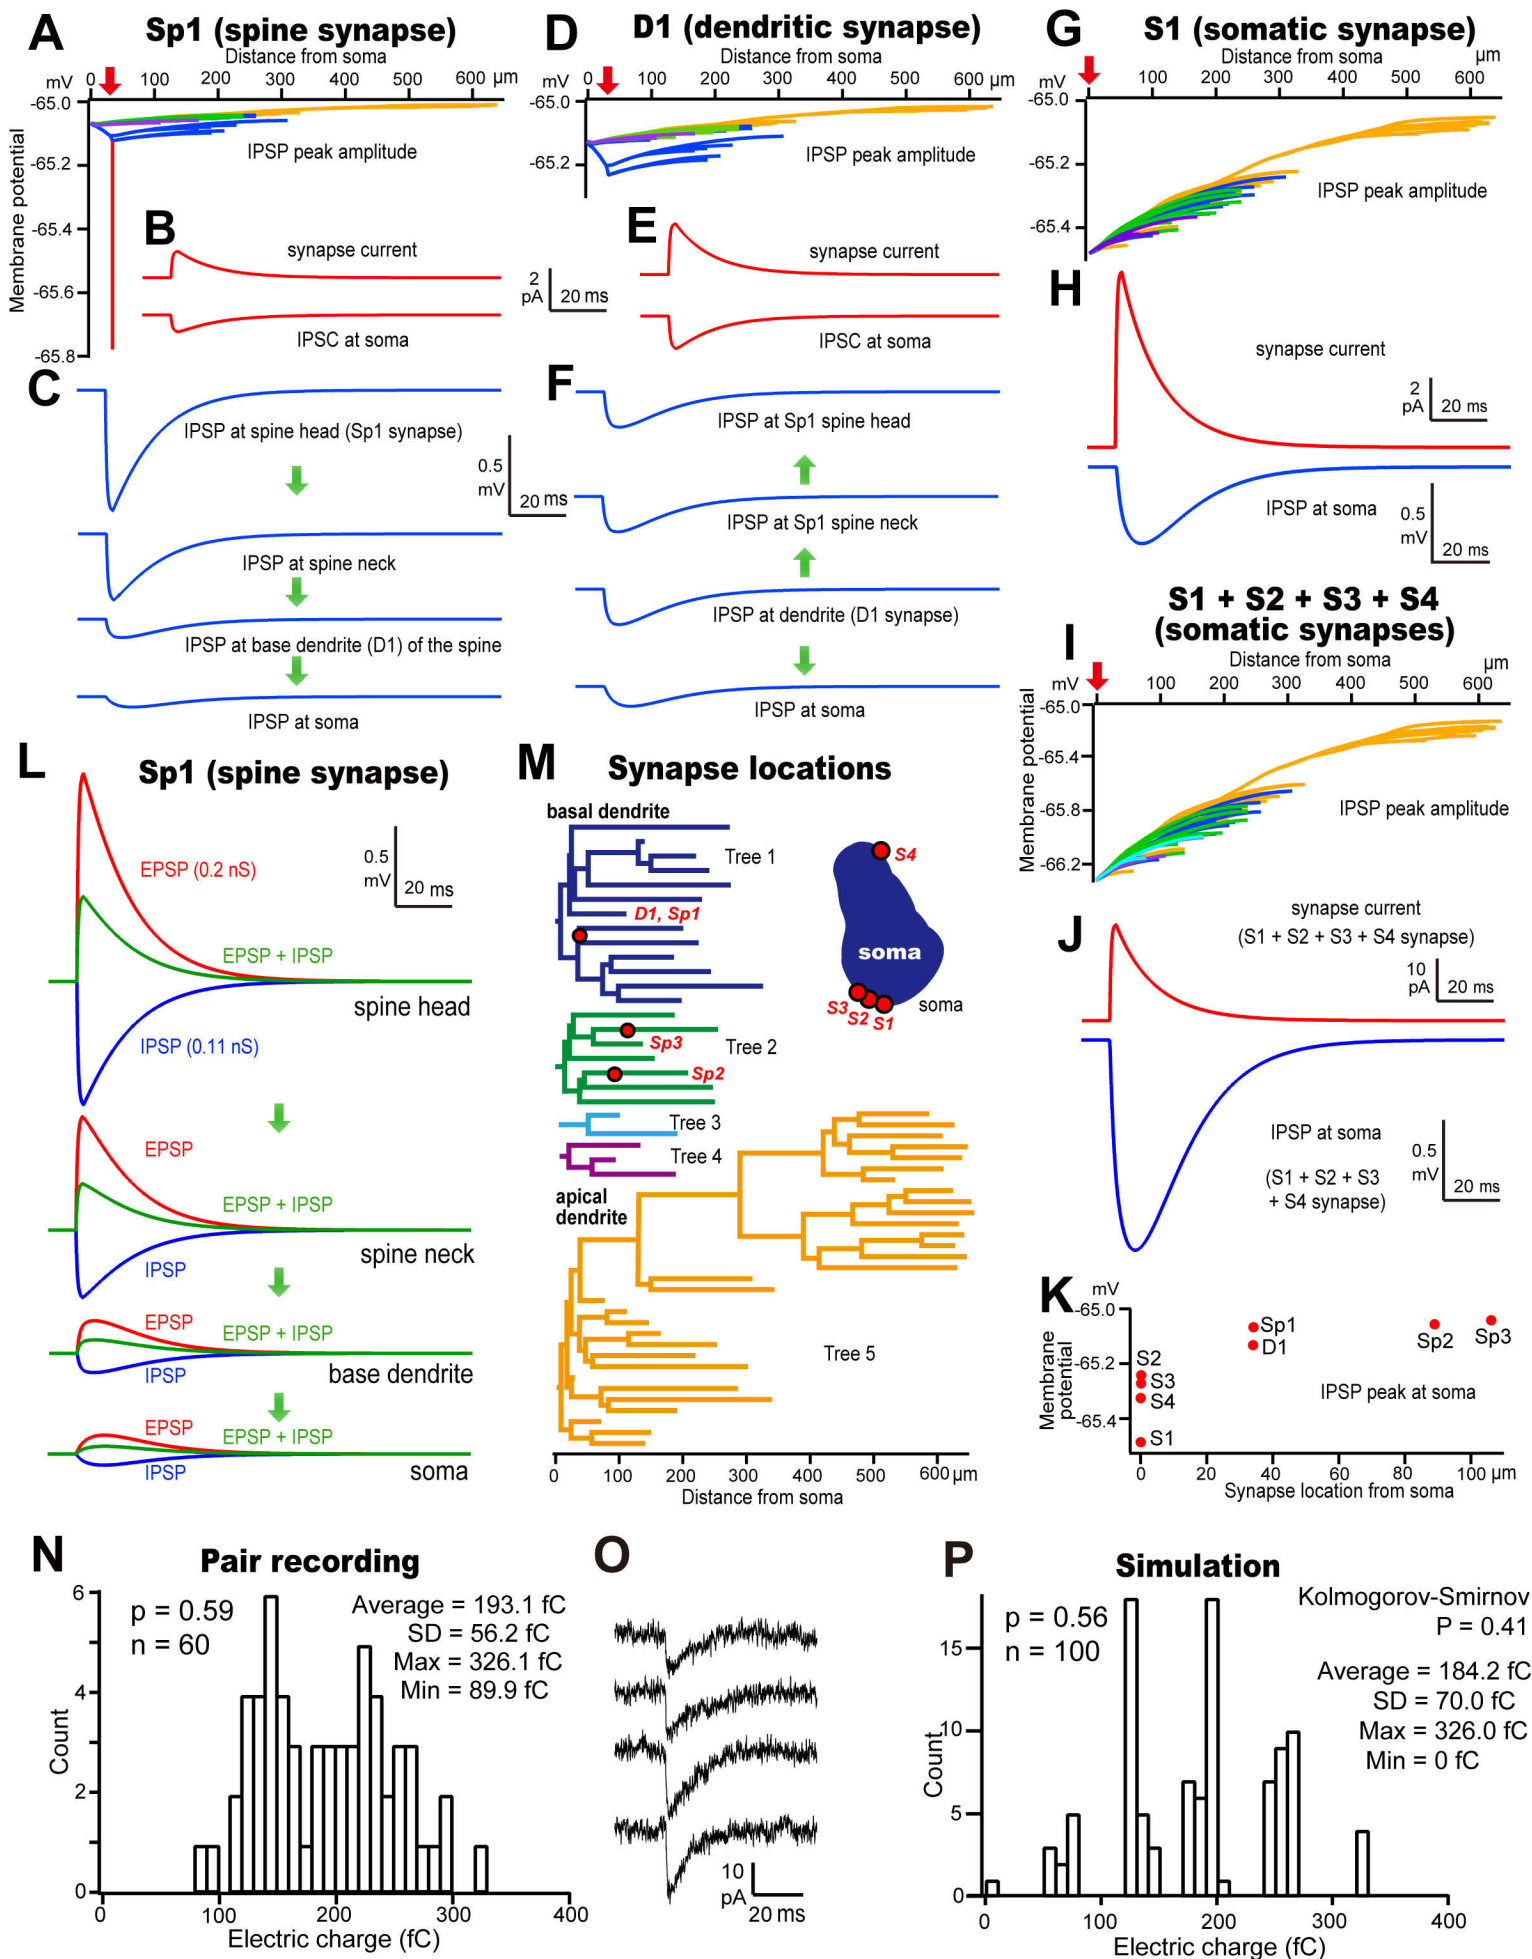 A
Sp1 (spine synapse)
Distance from soma
mV 0 100 200 300 400 500 600 µm
-65.0
-65.2
-65.4
-65.6
-65.8
Membrane potential
IPSP peak amplitude
B
synapse current
IPSC at soma
2
pA
20 ms
C
IPSP at spine head (Sp1 synapse)
IPSP at spine neck
IPSP at base dendrite (D1) of the spine
IPSP at soma
0.5
mV
20 ms
D
D1 (dendritic synapse)
Distance from soma
mV 0 100 200 300 400 500 600 µm
-65.0
-65.2
IPSP peak amplitude
E
synapse current
IPSC at soma
F
IPSP at Sp1 spine head
IPSP at Sp1 spine neck
IPSP at dendrite (D1 synapse)
IPSP at soma
G
S1 (somatic synapse)
Distance from soma
µm
mV 100 200 300 400 500 600
-65.0
-65.2
-65.4
IPSP peak amplitude
H
synapse current
2
pA
20 ms
IPSP at soma
0.5
mV
20 ms
S1 + S2 + S3 + S4
(somatic synapses)
I
Distance from soma
µm
mV 100 200 300 400 500 600
-65.0
-65.4
-65.8
-66.2
Membrane potential
IPSP peak amplitude
J
synapse current
(S1 + S2 + S3 + S4 synapse)
10
pA
20 ms
IPSP at soma
(S1 + S2 + S3
+ S4 synapse)
0.5
mV
20 ms
K
mV
-65.0
-65.2
-65.4
Membrane
potential
Sp1
D1
Sp2
Sp3
S2
S3
S4
S1
IPSP peak at soma
0 20 40 60 80 100 µm
Synapse location from soma
L
Sp1 (spine synapse)
EPSP (0.2 nS)
0.5
mV
20 ms
EPSP + IPSP
spine head
IPSP (0.11 nS)
EPSP
EPSP + IPSP
spine neck
IPSP
EPSP
EPSP + IPSP
IPSP
base dendrite
EPSP
EPSP + IPSP
IPSP
soma
M
Synapse locations
basal dendrite
Tree 1
D1, Sp1
S4
soma
S3 S2 S1
soma
Sp3
Tree 2
Sp2
Tree 3
Tree 4
apical
dendrite
Tree 5
0 100 200 300 400 500 600 µm
Distance from soma
N
Pair recording
6
4
2
0
Count
p = 0.59
n = 60
Average = 193.1 fC
SD = 56.2 fC
Max = 326.1 fC
Min = 89.9 fC
0 100 200 300 400
Electric charge (fC)
O
10
pA
20 ms
P
Simulation
15
10
5
0
Count
p = 0.56
n = 100
Kolmogorov-Smirnov
P = 0.41
Average = 184.2 fC
SD = 70.0 fC
Max = 326.0 fC
Min = 0 fC
0 100 200 300 400
Electric charge (fC)